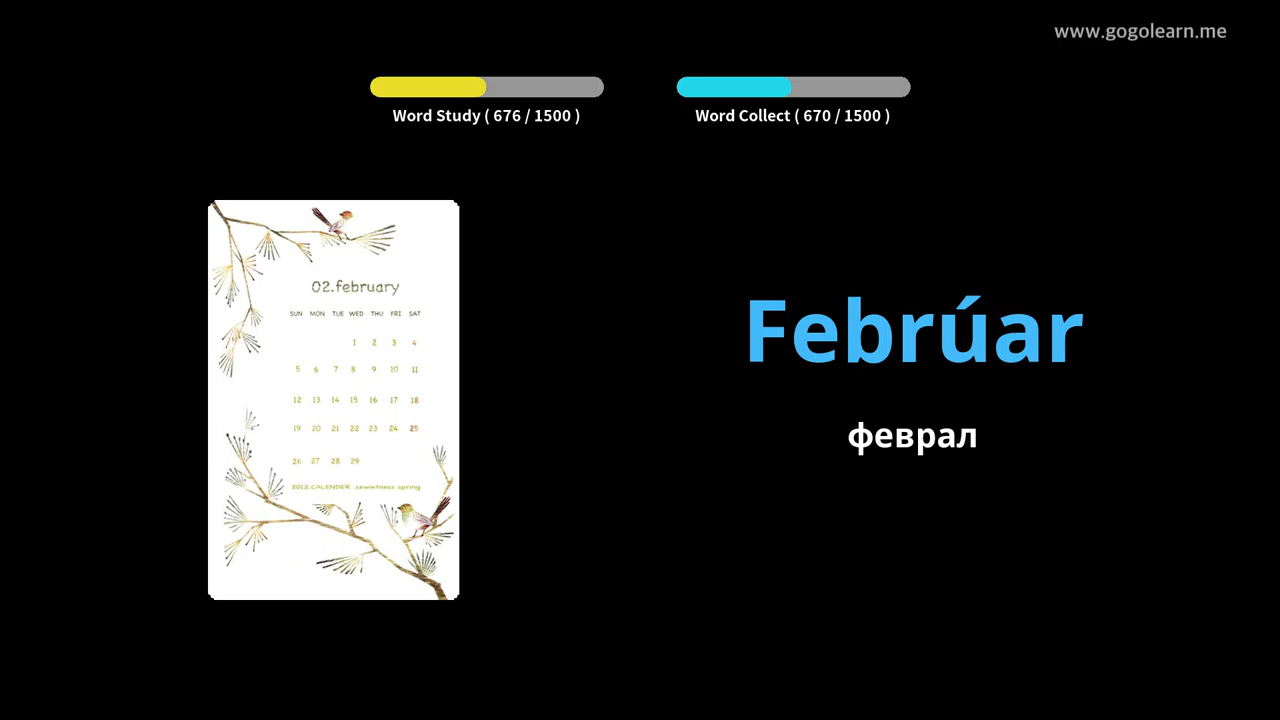 www.gogolearn.me
Word Study ( 676 / 1500 )
Word Collect ( 670 / 1500 )
02.february
SUN MON TUE WED THU FRI SAT
1 2 3 4
5 6 7 8 9 10 11
12 13 14 15 16 17 18
19 20 21 22 23 24 25
26 27 28 29
2012.CALENDER .sewwtness spring
Febrúar
феврал